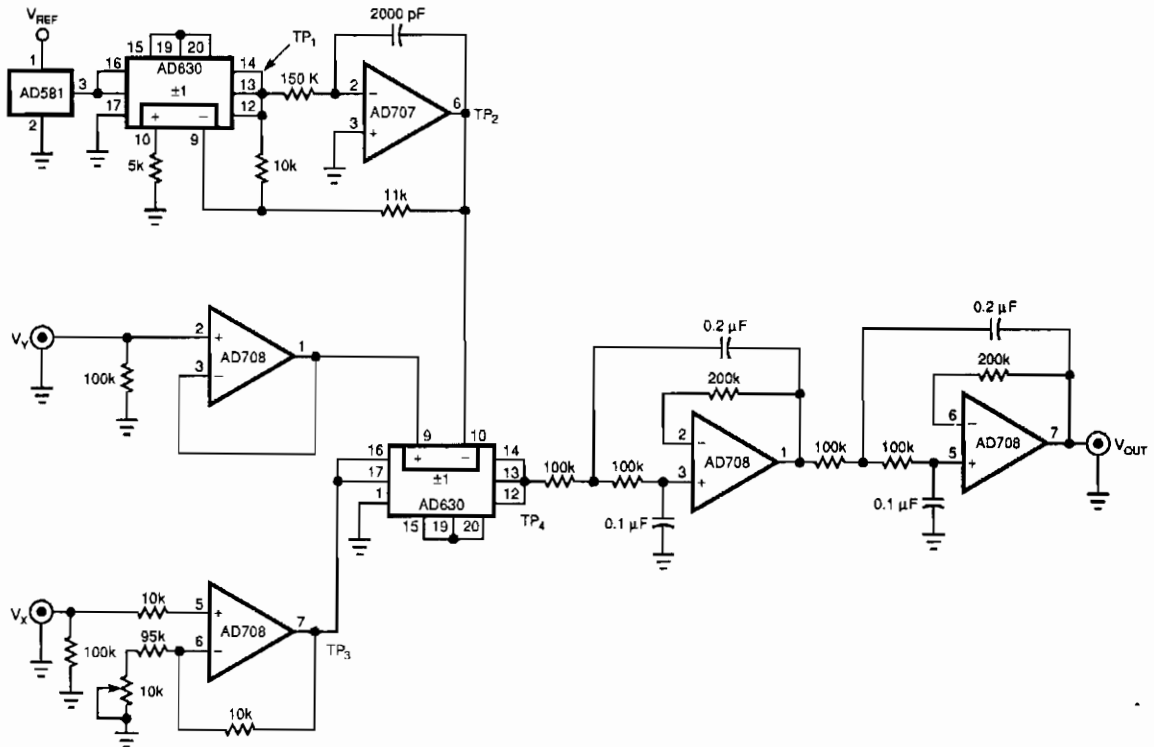 V_REF
1
AD581
3
2
15 19 20
AD630
±1
16
17
14
13
12
+ −
10 9
TP₁
5k
10k
150 K
2000 pF
2
−
AD707
3
+
6
TP₂
11k
V_Y
100k
2
+
AD708
3
−
1
9 10
+ −
±1
AD630
16
17
1
14
13
12
15 19 20
TP₄
V_X
100k
10k
95k
10k
5
+
AD708
6
−
7
TP₃
10k
100k
100k
0.1 µF
0.2 µF
200k
2
−
AD708
3
+
1
100k
100k
0.1 µF
0.2 µF
200k
6
−
AD708
5
+
7
V_OUT